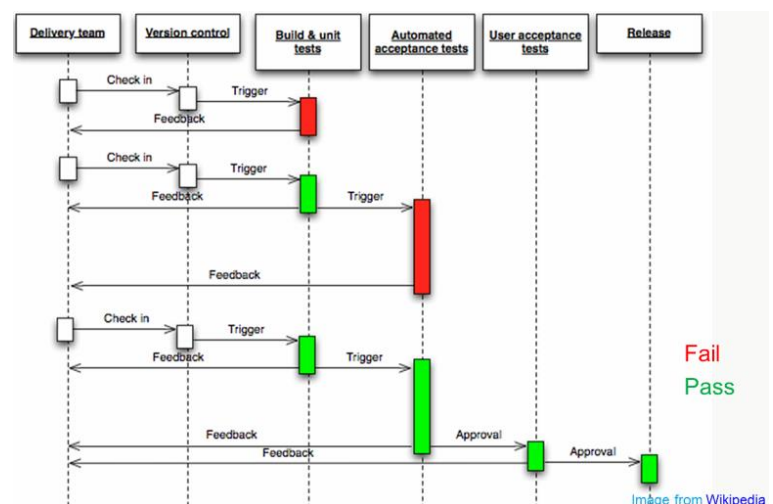 Delivery team
Version control
Build & unit
tests
Automated
acceptance tests
User acceptance
tests
Release
Check in
Trigger
Feedback
Check in
Trigger
Feedback
Trigger
Feedback
Check in
Trigger
Feedback
Trigger
Feedback
Approval
Feedback
Approval
Fail
Pass
Image from Wikipedia